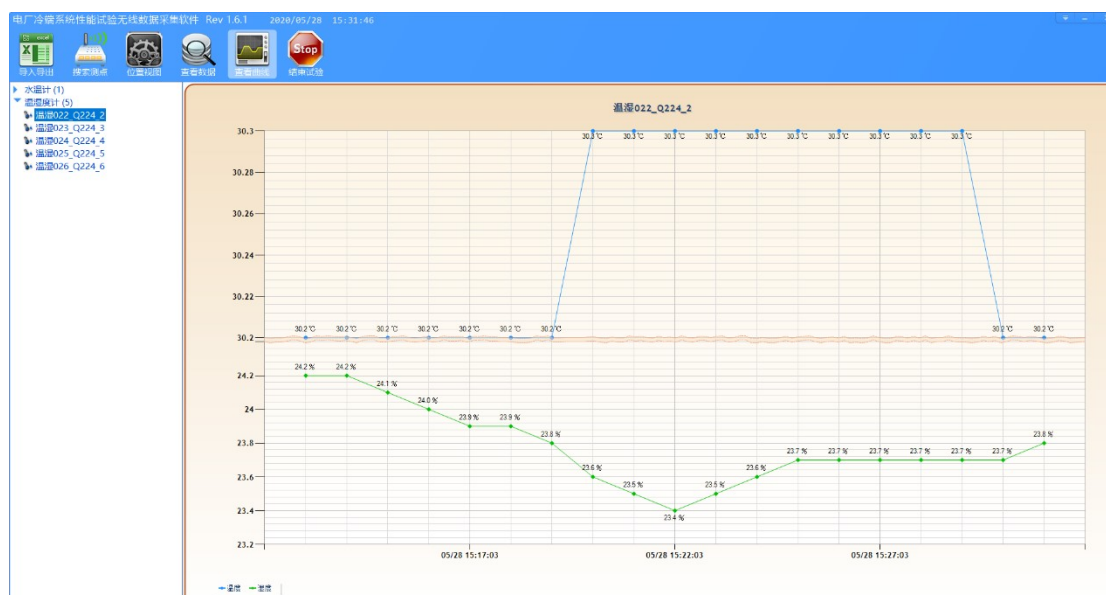 电厂冷端系统性能试验无线数据采集软件 Rev 1.6.1 2020/05/28 15:31:46
excel
Stop
导入导出 搜索测点 位置视图 查看数据 查看曲线 结束试验
水温计 (1)
温湿度计 (5)
温湿022_Q224_2
温湿023_Q224_3
温湿024_Q224_4
温湿025_Q224_5
温湿026_Q224_6
温湿022_Q224_2
30.3
30.3 ℃ 30.3 ℃ 30.3 ℃ 30.3 ℃ 30.3 ℃ 30.3 ℃ 30.3 ℃ 30.3 ℃ 30.3 ℃ 30.3 ℃
30.28
30.26
30.24
30.22
30.2 ℃ 30.2 ℃ 30.2 ℃ 30.2 ℃ 30.2 ℃ 30.2 ℃ 30.2 ℃ 30.2 ℃ 30.2 ℃
30.2
24.2 % 24.2 % 24.1 % 24.0 % 23.9 % 23.9 % 23.8 % 23.6 % 23.5 % 23.4 % 23.5 % 23.6 % 23.7 % 23.7 % 23.7 % 23.7 % 23.7 % 23.7 % 23.8 %
24.2
24
23.8
23.6
23.4
23.2
05/28 15:17:03 05/28 15:22:03 05/28 15:27:03
温度 湿度